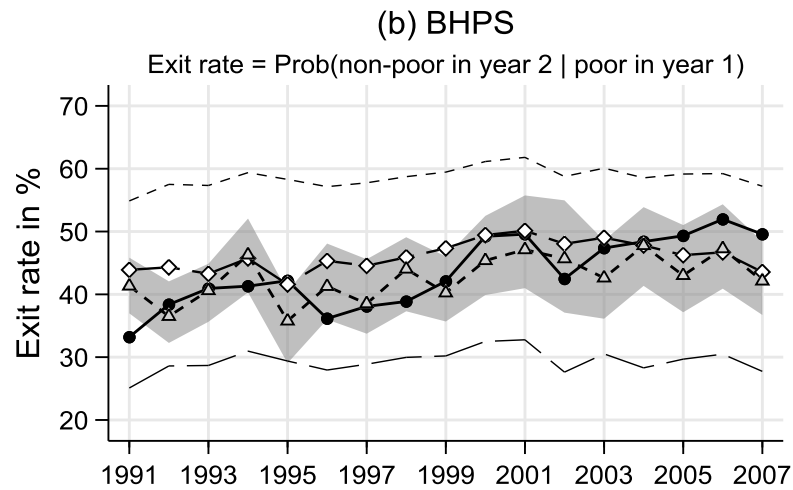 (b) BHPS
Exit rate = Prob(non-poor in year 2 | poor in year 1)
Exit rate in %
70
60
50
40
30
20
1991 1993 1995 1997 1999 2001 2003 2005 2007